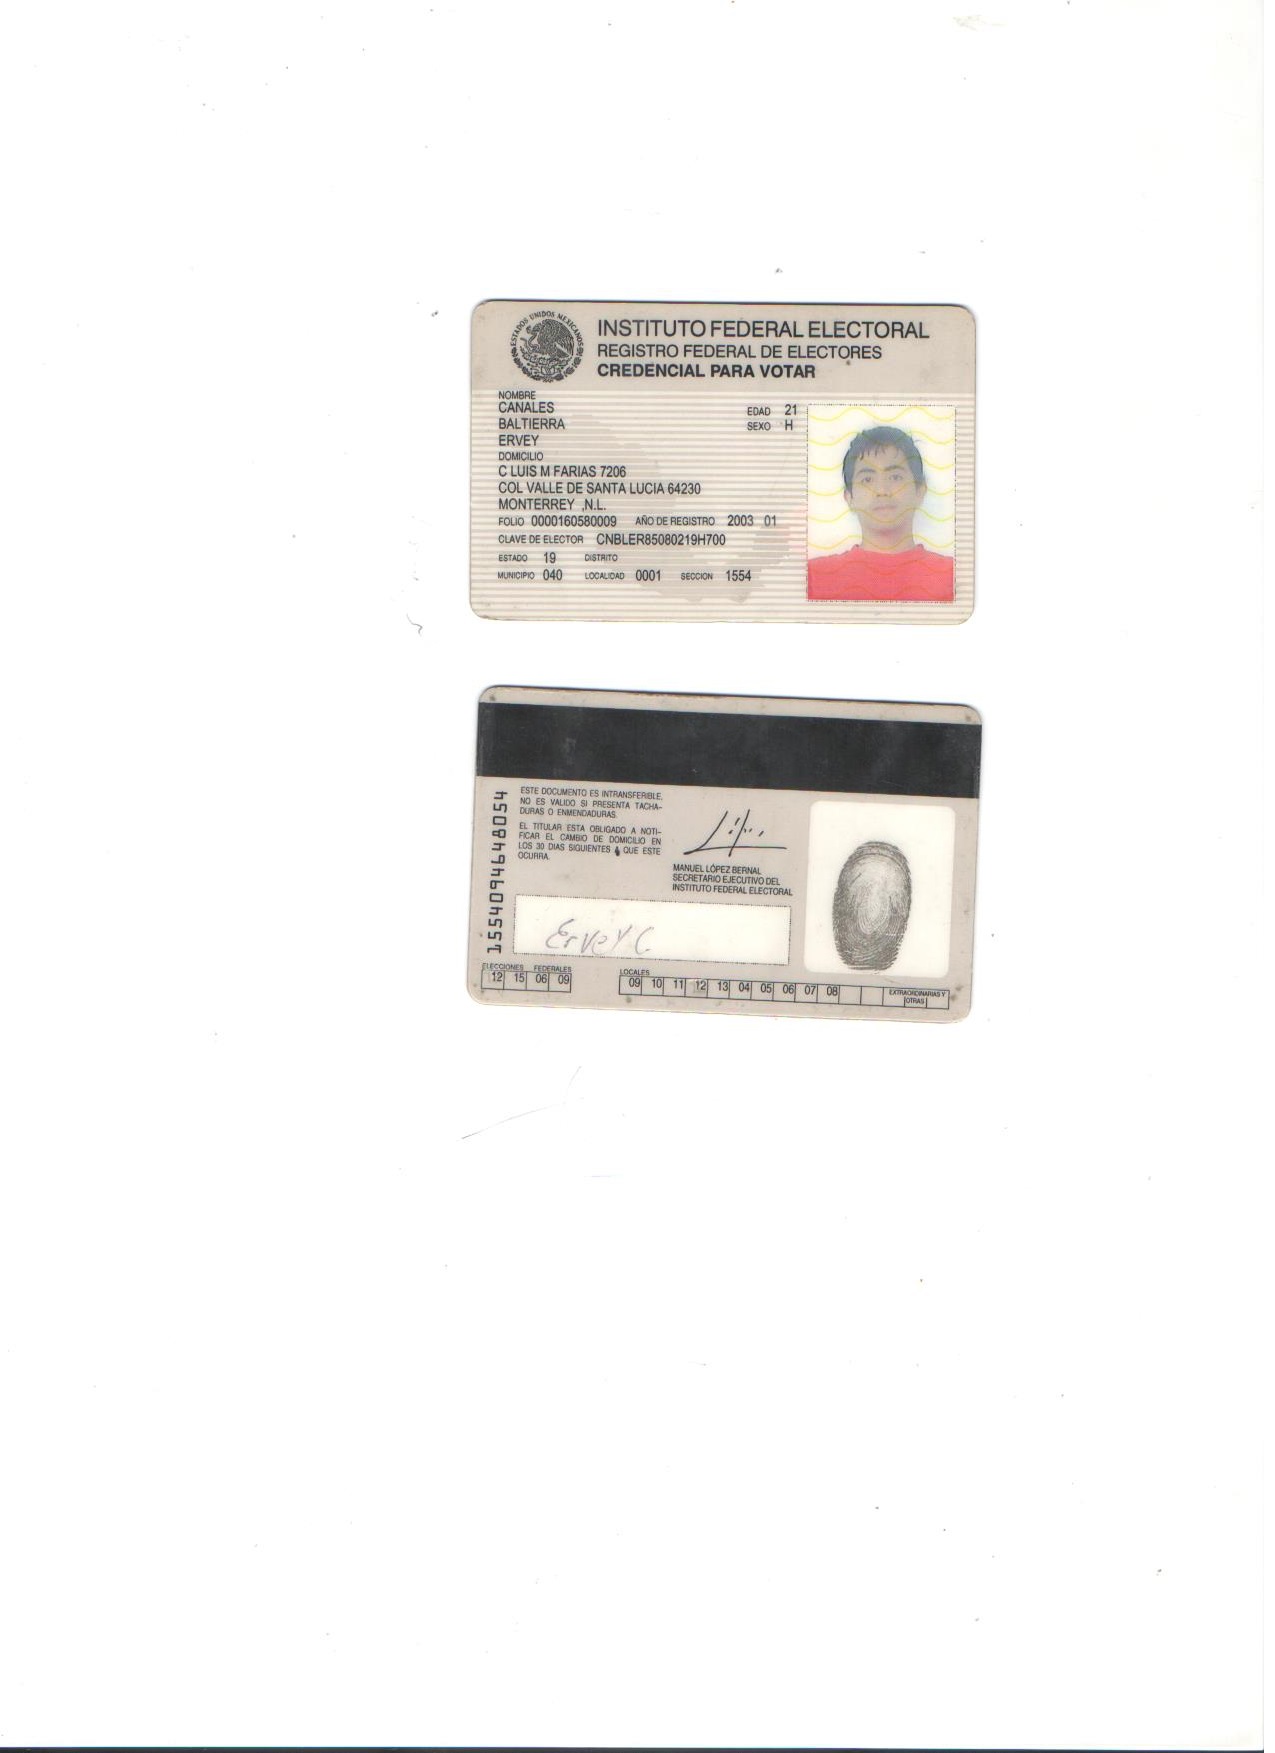 ESTADOS UNIDOS MEXICANOS
INSTITUTO FEDERAL ELECTORAL
REGISTRO FEDERAL DE ELECTORES
CREDENCIAL PARA VOTAR
NOMBRE
CANALES
BALTIERRA
ERVEY
EDAD 21
SEXO H
DOMICILIO
C LUIS M FARIAS 7206
COL VALLE DE SANTA LUCIA 64230
MONTERREY ,N.L.
FOLIO 0000160580009 AÑO DE REGISTRO 2003 01
CLAVE DE ELECTOR CNBLER85080219H700
ESTADO 19 DISTRITO
MUNICIPIO 040 LOCALIDAD 0001 SECCION 1554
1554094648054
ESTE DOCUMENTO ES INTRANSFERIBLE,
NO ES VALIDO SI PRESENTA TACHA-
DURAS O ENMENDADURAS.
EL TITULAR ESTA OBLIGADO A NOTI-
FICAR EL CAMBIO DE DOMICILIO EN
LOS 30 DIAS SIGUIENTES A QUE ESTE
OCURRA.
MANUEL LÓPEZ BERNAL
SECRETARIO EJECUTIVO DEL
INSTITUTO FEDERAL ELECTORAL
Ervey C
ELECCIONES FEDERALES
12 15 06 09
LOCALES
09 10 11 12 13 04 05 06 07 08
EXTRAORDINARIAS Y
OTRAS